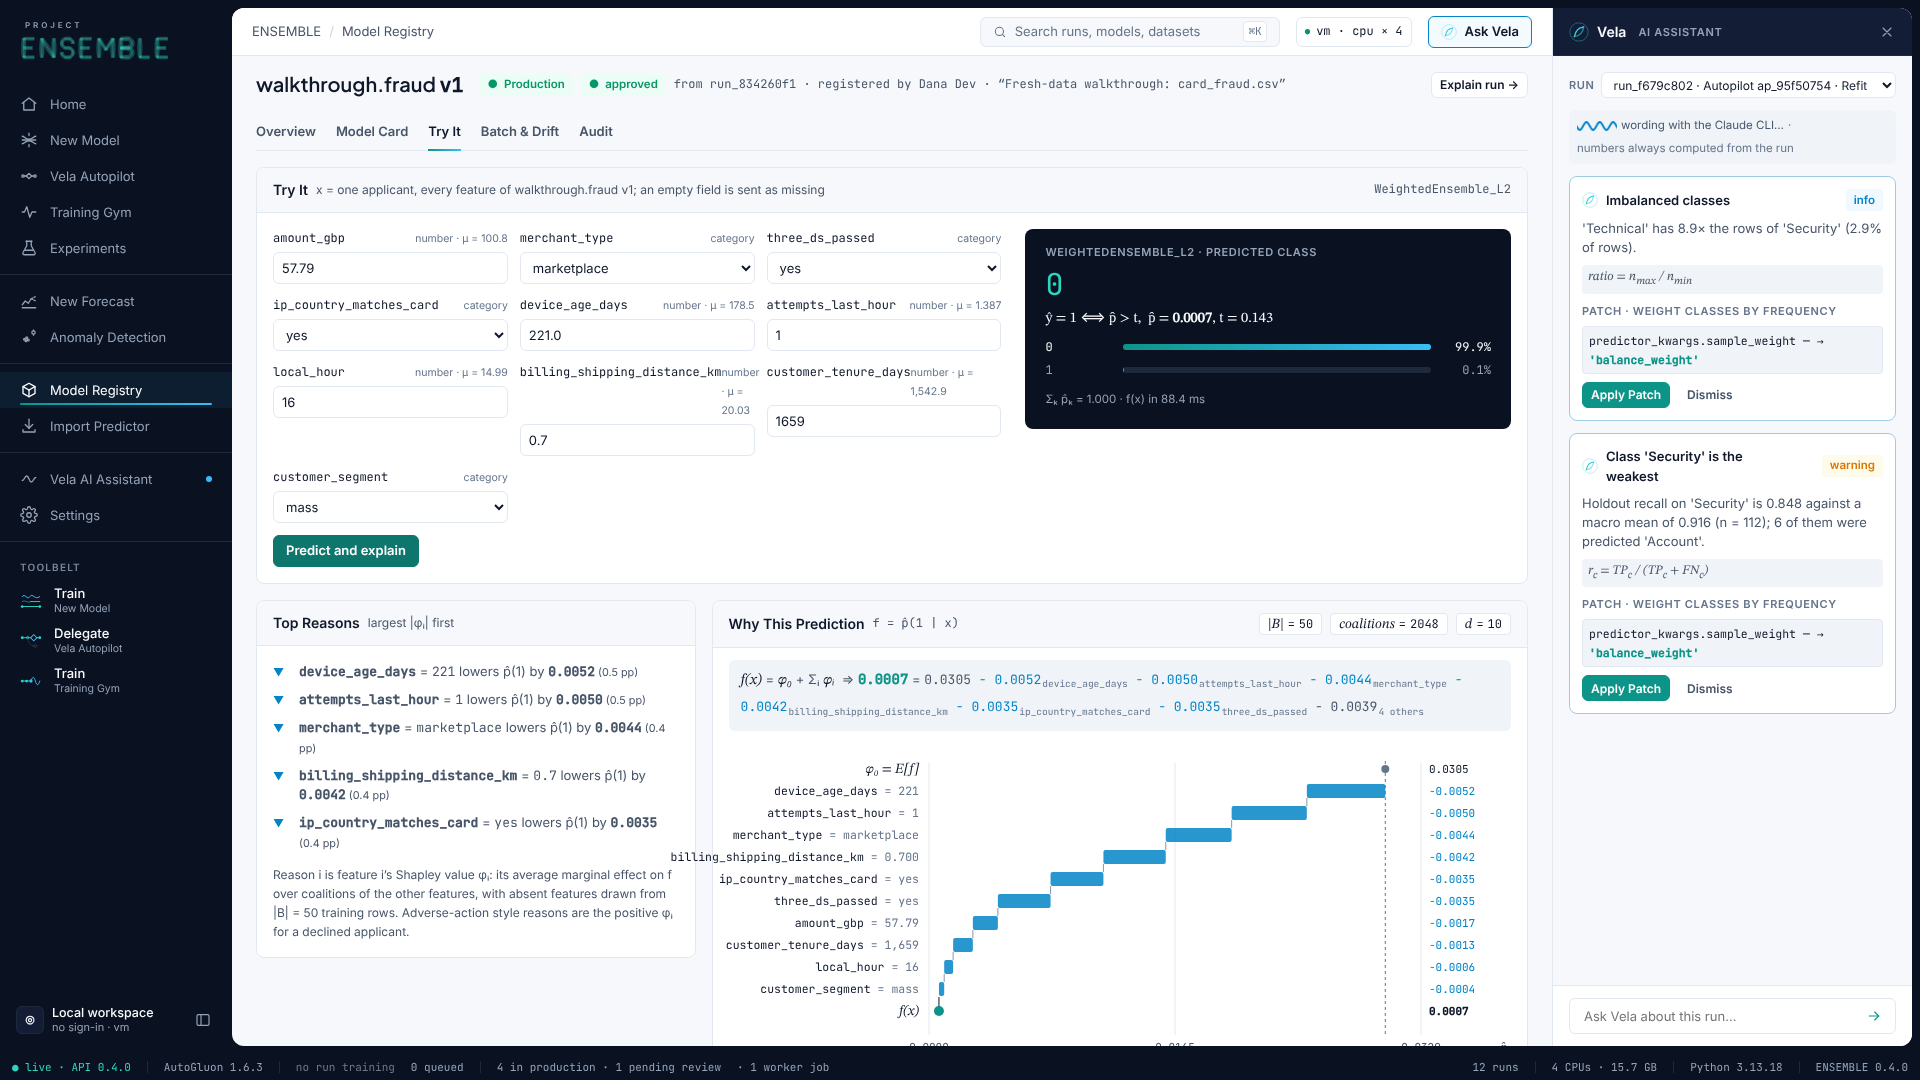 PROJECT
ENSEMBLE
Home
New Model
Vela Autopilot
Training Gym
Experiments
New Forecast
Anomaly Detection
Model Registry
Import Predictor
Vela AI Assistant
Settings
TOOLBELT
Train
New Model
Delegate
Vela Autopilot
Train
Training Gym
Local workspace
no sign-in · vm
ENSEMBLE / Model Registry
Search runs, models, datasets ⌘K
vm · cpu × 4
Ask Vela
walkthrough.fraud v1
Production
approved
from run_834260f1 · registered by Dana Dev · “Fresh-data walkthrough: card_fraud.csv”
Explain run →
Overview Model Card Try It Batch & Drift Audit
Try It x = one applicant, every feature of walkthrough.fraud v1; an empty field is sent as missing
WeightedEnsemble_L2
amount_gbp number · μ = 100.8
57.79
merchant_type category
marketplace
three_ds_passed category
yes
ip_country_matches_card category
yes
device_age_days number · μ = 178.5
221.0
attempts_last_hour number · μ = 1.387
1
local_hour number · μ = 14.99
16
billing_shipping_distance_km number · μ = 20.03
0.7
customer_tenure_days number · μ = 1,542.9
1659
customer_segment category
mass
Predict and explain
WEIGHTEDENSEMBLE_L2 · PREDICTED CLASS
0
ŷ = 1 ⟺ p̂ > t, p̂ = 0.0007, t = 0.143
0 99.9%
1 0.1%
Σₖ p̂ₖ = 1.000 · f(x) in 88.4 ms
Top Reasons largest |φᵢ| first
▼ device_age_days = 221 lowers p̂(1) by 0.0052 (0.5 pp)
▼ attempts_last_hour = 1 lowers p̂(1) by 0.0050 (0.5 pp)
▼ merchant_type = marketplace lowers p̂(1) by 0.0044 (0.4
pp)
▼ billing_shipping_distance_km = 0.7 lowers p̂(1) by
0.0042 (0.4 pp)
▼ ip_country_matches_card = yes lowers p̂(1) by 0.0035
(0.4 pp)
Reason i is feature i’s Shapley value φᵢ: its average marginal effect on f
over coalitions of the other features, with absent features drawn from
|B| = 50 training rows. Adverse-action style reasons are the positive φᵢ
for a declined applicant.
Why This Prediction f = p̂(1 | x)
|B| = 50
coalitions = 2048
d = 10
f(x) = φ₀ + Σᵢ φᵢ ⇒ 0.0007 = 0.0305 - 0.0052 device_age_days - 0.0050 attempts_last_hour - 0.0044 merchant_type -
0.0042 billing_shipping_distance_km - 0.0035 ip_country_matches_card - 0.0035 three_ds_passed - 0.0039 4 others
φ₀ = E[f] 0.0305
device_age_days = 221 -0.0052
attempts_last_hour = 1 -0.0050
merchant_type = marketplace -0.0044
billing_shipping_distance_km = 0.700 -0.0042
ip_country_matches_card = yes -0.0035
three_ds_passed = yes -0.0035
amount_gbp = 57.79 -0.0017
customer_tenure_days = 1,659 -0.0013
local_hour = 16 -0.0006
customer_segment = mass -0.0004
f(x) 0.0007
Vela AI ASSISTANT
RUN run_f679c802 · Autopilot ap_95f50754 · Refit
wording with the Claude CLI... ·
numbers always computed from the run
Imbalanced classes info
'Technical' has 8.9× the rows of 'Security' (2.9%
of rows).
ratio = n_max / n_min
PATCH · WEIGHT CLASSES BY FREQUENCY
predictor_kwargs.sample_weight — →
'balance_weight'
Apply Patch Dismiss
Class 'Security' is the
weakest
warning
Holdout recall on 'Security' is 0.848 against a
macro mean of 0.916 (n = 112); 6 of them were
predicted 'Account'.
r_c = TP_c / (TP_c + FN_c)
PATCH · WEIGHT CLASSES BY FREQUENCY
predictor_kwargs.sample_weight — →
'balance_weight'
Apply Patch Dismiss
Ask Vela about this run...
live · API 0.4.0 AutoGluon 1.6.3 no run training 0 queued 4 in production · 1 pending review · 1 worker job 12 runs 4 CPUs · 15.7 GB Python 3.13.18 ENSEMBLE 0.4.0